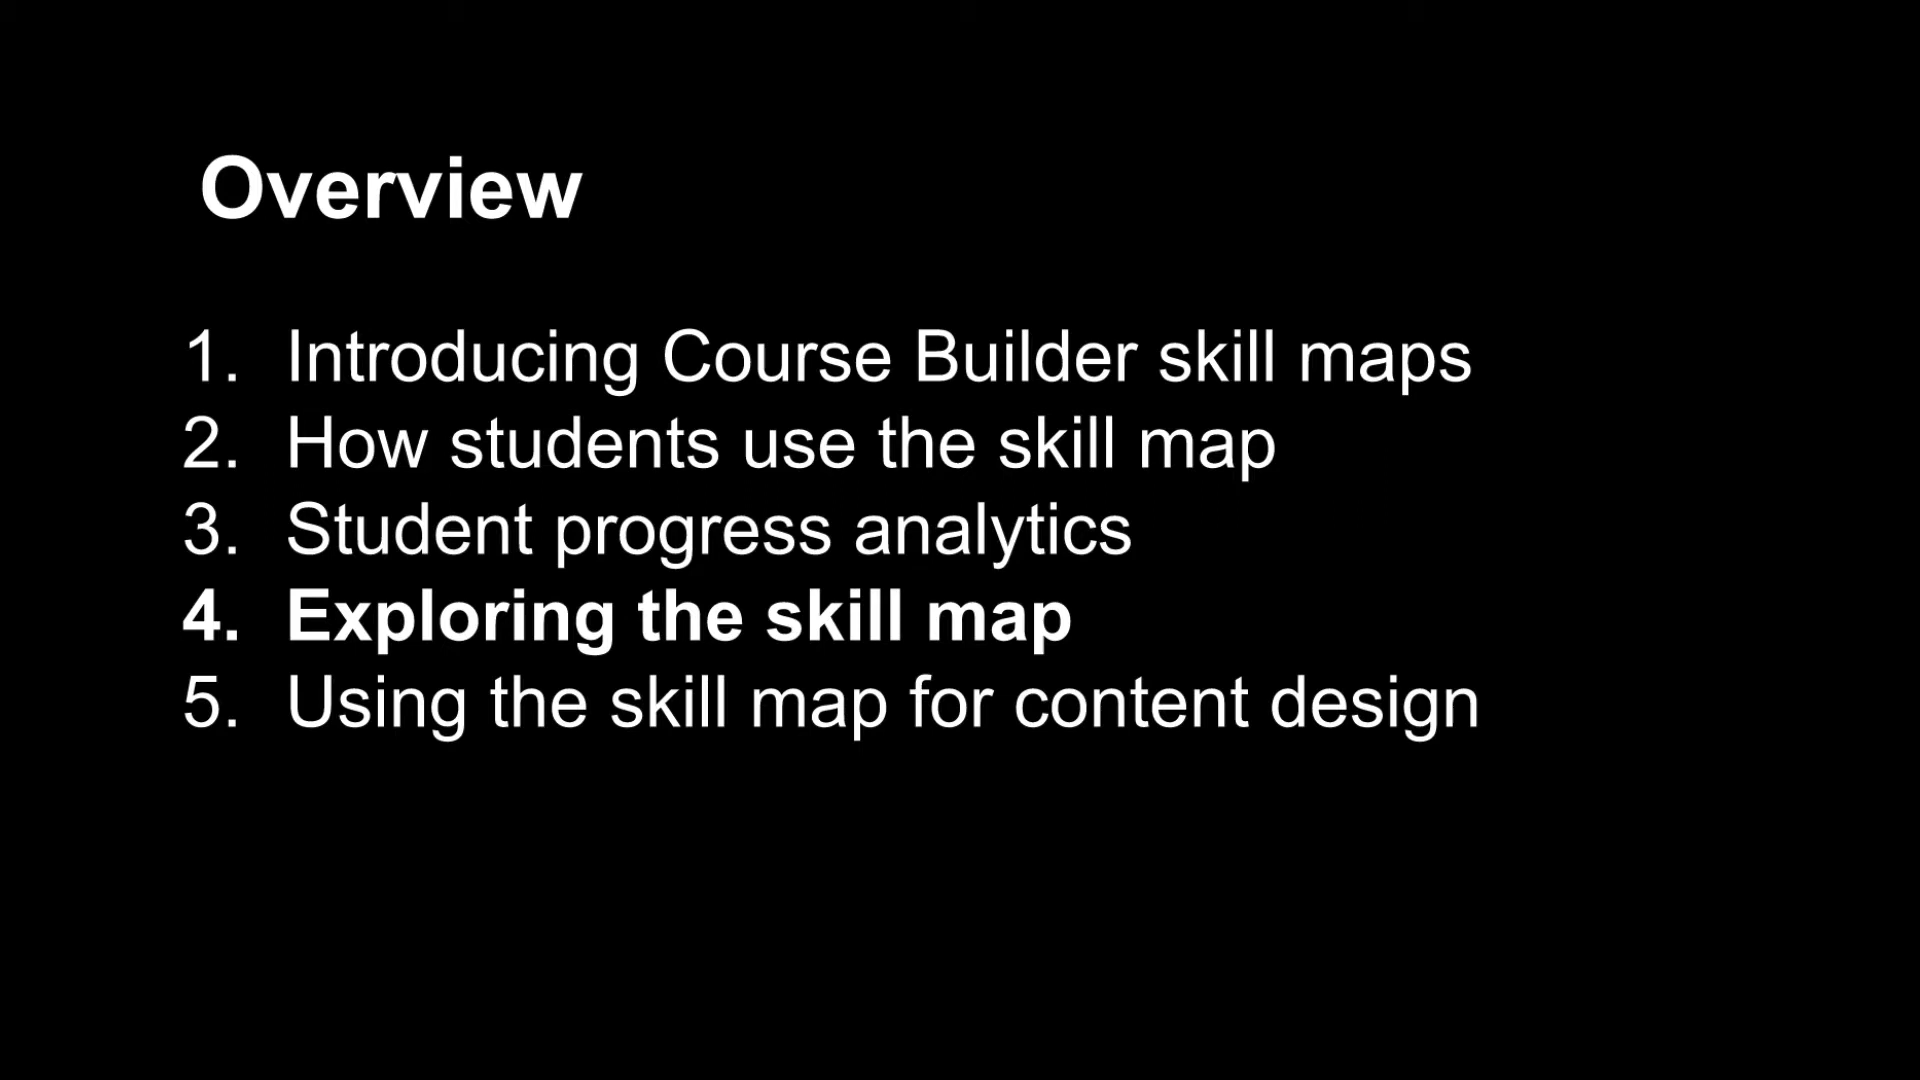 Overview
1. Introducing Course Builder skill maps
2. How students use the skill map
3. Student progress analytics
4. Exploring the skill map
5. Using the skill map for content design